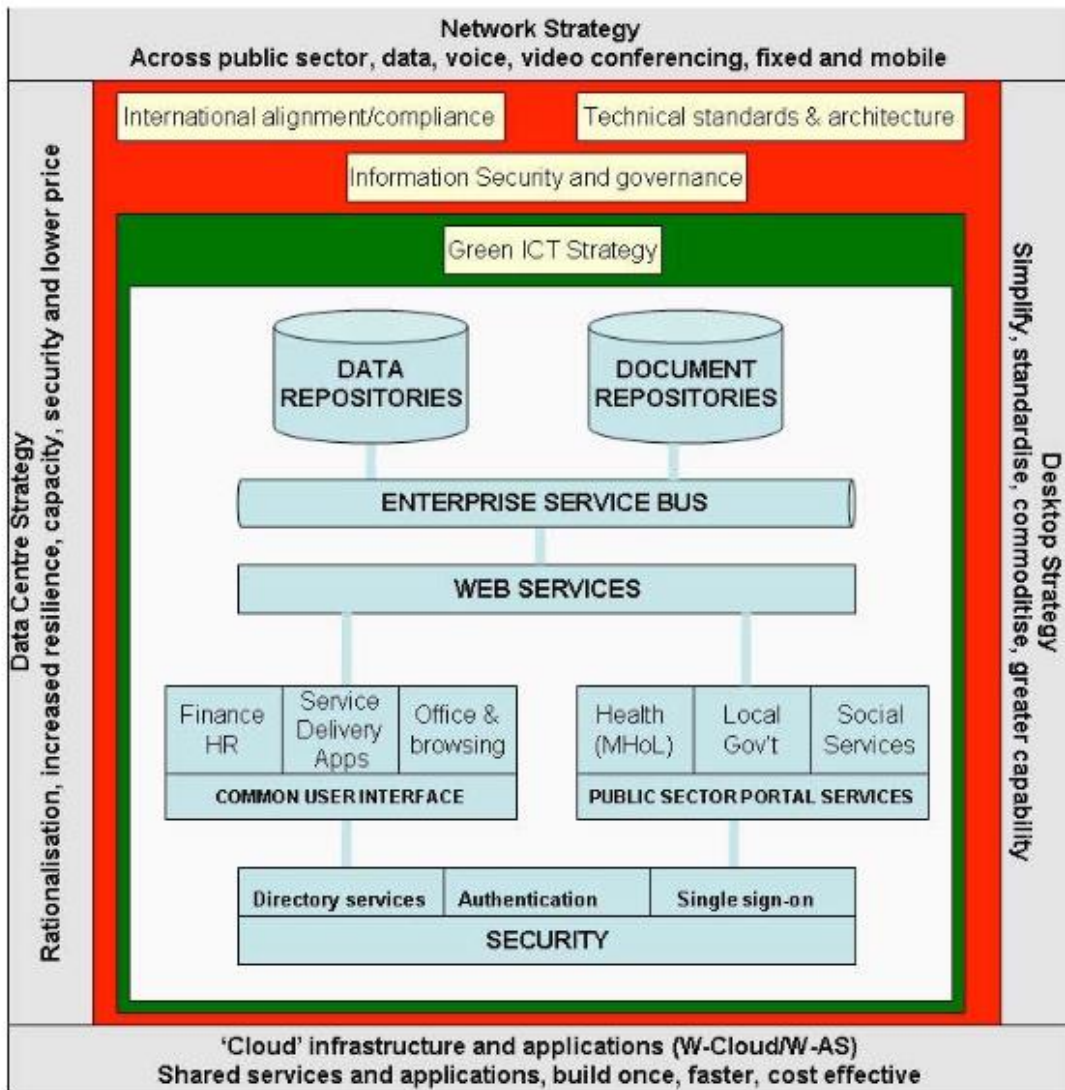 Network Strategy
Across public sector, data, voice, video conferencing, fixed and mobile
Data Centre Strategy
Rationalisation, increased resilience, capacity, security and lower price
International alignment/compliance
Technical standards & architecture
Information Security and governance
Green ICT Strategy
DATA
REPOSITORIES
DOCUMENT
REPOSITORIES
ENTERPRISE SERVICE BUS
WEB SERVICES
Finance
HR
Service
Delivery
Apps
Office &
browsing
COMMON USER INTERFACE
Health
(MHoL)
Local
Gov't
Social
Services
PUBLIC SECTOR PORTAL SERVICES
Directory services
Authentication
Single sign-on
SECURITY
Desktop Strategy
Simplify, standardise, commoditise, greater capability
'Cloud' infrastructure and applications (W-Cloud/W-AS)
Shared services and applications, build once, faster, cost effective